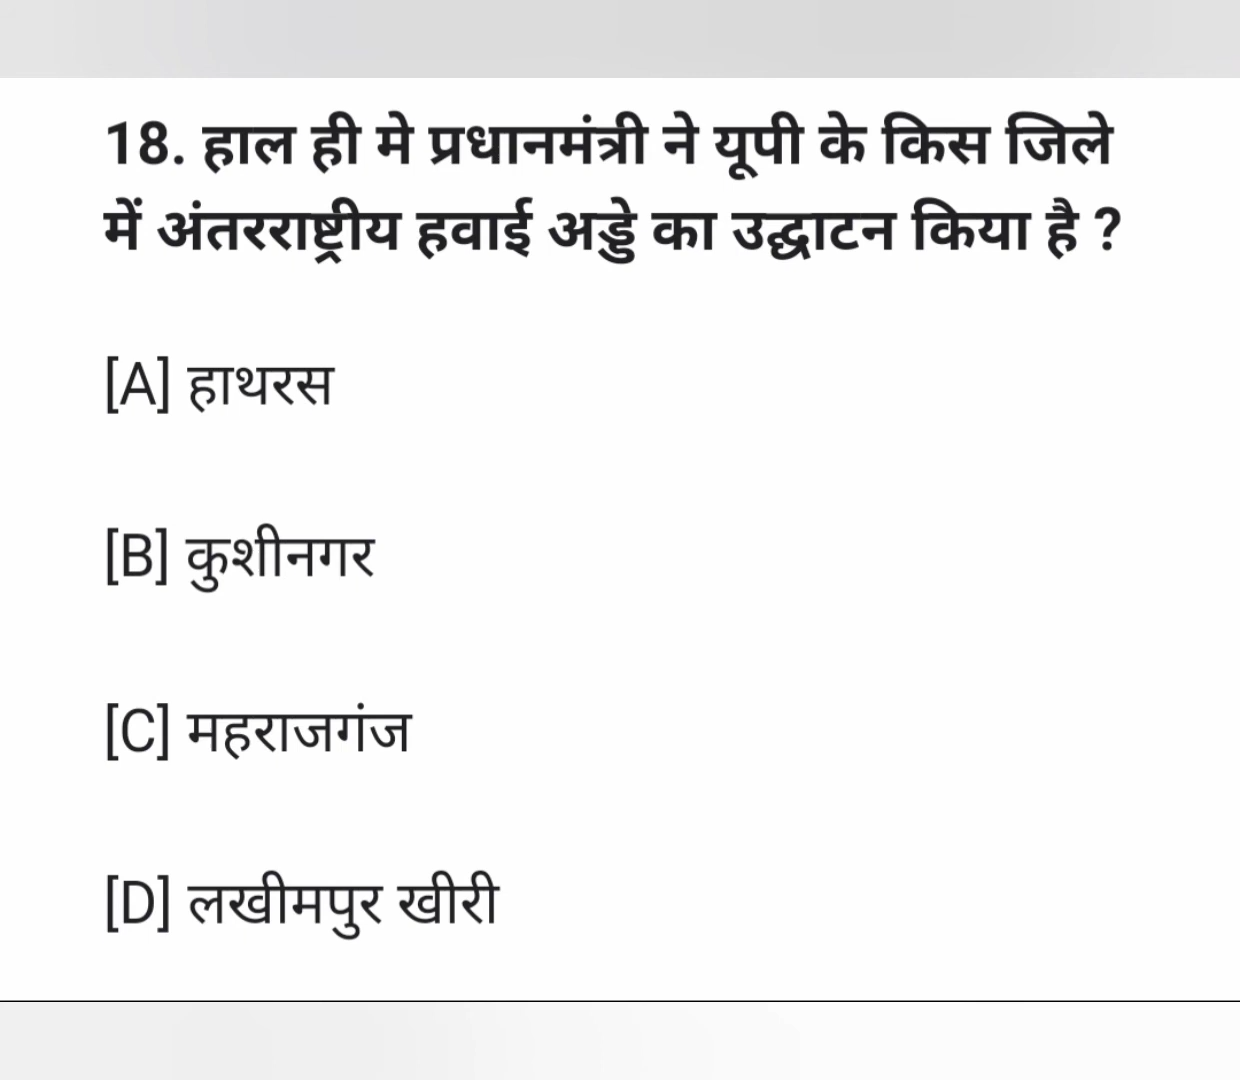 18. हाल ही मे प्रधानमंत्री ने यूपी के किस जिले
में अंतरराष्ट्रीय हवाई अड्डे का उद्घाटन किया है ?
[A] हाथरस
[B] कुशीनगर
[C] महराजगंज
[D] लखीमपुर खीरी